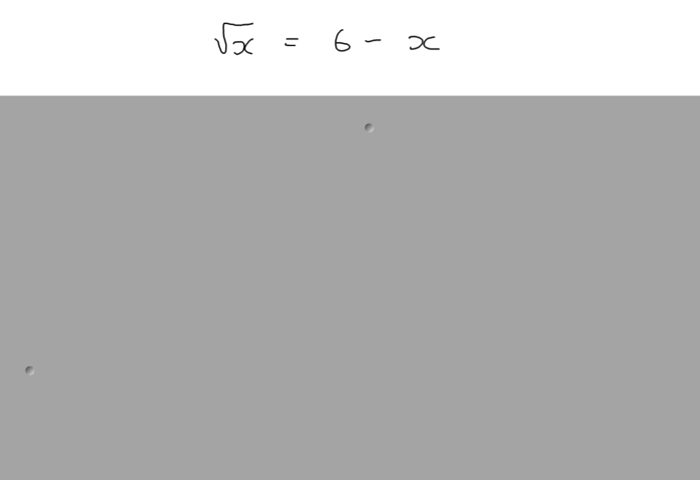 √x = 6 - x